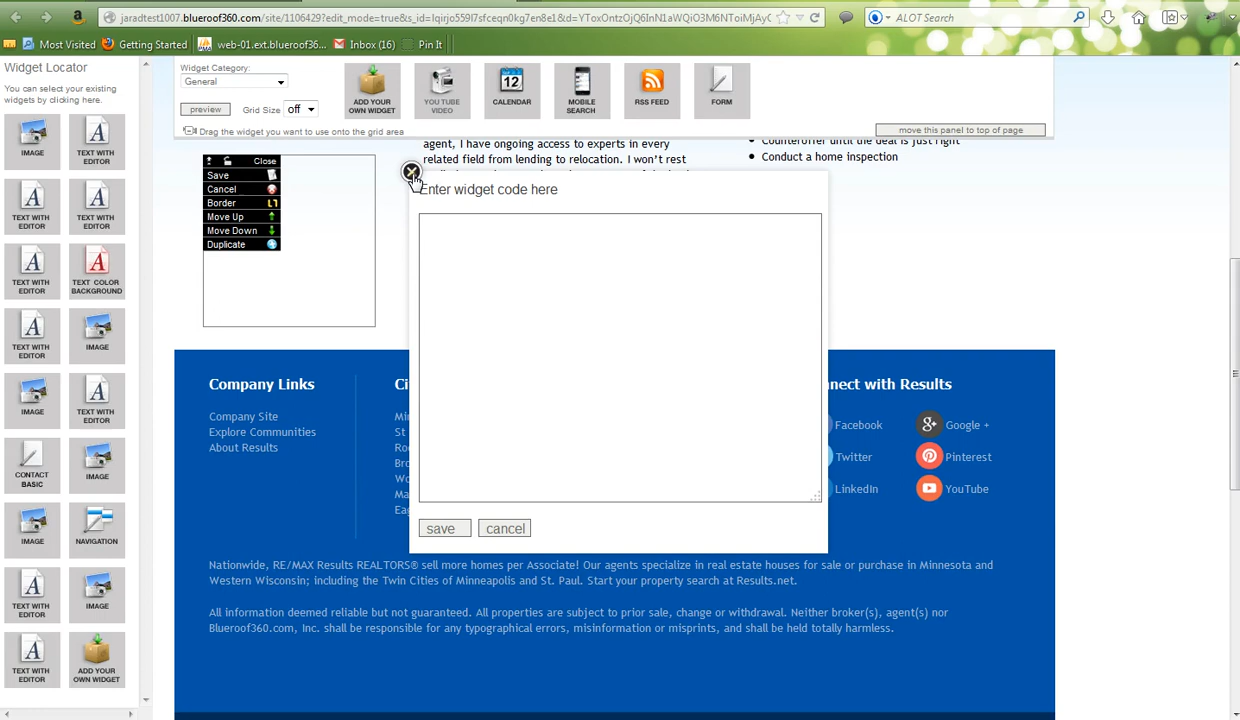 jaradtest1007.blueroof360.com/site/1106429?edit_mode=true&s_id=
ALOT Search
Most Visited
Getting Started
web-01.ext.blueroof36...
Inbox (16)
Pin It
Widget Locator
You can select your existing
widgets by clicking here.
IMAGE
TEXT WITH
EDITOR
TEXT WITH
EDITOR
TEXT WITH
EDITOR
TEXT WITH
EDITOR
TEXT COLOR
BACKGROUND
TEXT WITH
EDITOR
IMAGE
IMAGE
TEXT WITH
EDITOR
CONTACT
BASIC
IMAGE
IMAGE
NAVIGATION
TEXT WITH
EDITOR
IMAGE
TEXT WITH
EDITOR
ADD YOUR
OWN WIDGET
Widget Category:
General
preview
Grid Size
off
ADD YOUR
OWN WIDGET
YOU TUBE
VIDEO
12
CALENDAR
MOBILE
SEARCH
RSS FEED
FORM
Drag the widget you want to use onto the grid area
move this panel to top of page
agent, I have ongoing access to experts in every
related field from lending to relocation. I won't rest
Counteroffer until the deal is just right
Conduct a home inspection
Close
Save
Cancel
Border
Move Up
Move Down
Duplicate
Enter widget code here
save
cancel
Company Links
Company Site
Explore Communities
About Results
Ci
Min
St
Ro
Bro
Wo
Ma
Eag
nnect with Results
Facebook
Google +
Twitter
Pinterest
LinkedIn
YouTube
Nationwide, RE/MAX Results REALTORS® sell more homes per Associate! Our agents specialize in real estate houses for sale or purchase in Minnesota and
Western Wisconsin; including the Twin Cities of Minneapolis and St. Paul. Start your property search at Results.net.
All information deemed reliable but not guaranteed. All properties are subject to prior sale, change or withdrawal. Neither broker(s), agent(s) nor
Blueroof360.com, Inc. shall be responsible for any typographical errors, misinformation or misprints, and shall be held totally harmless.